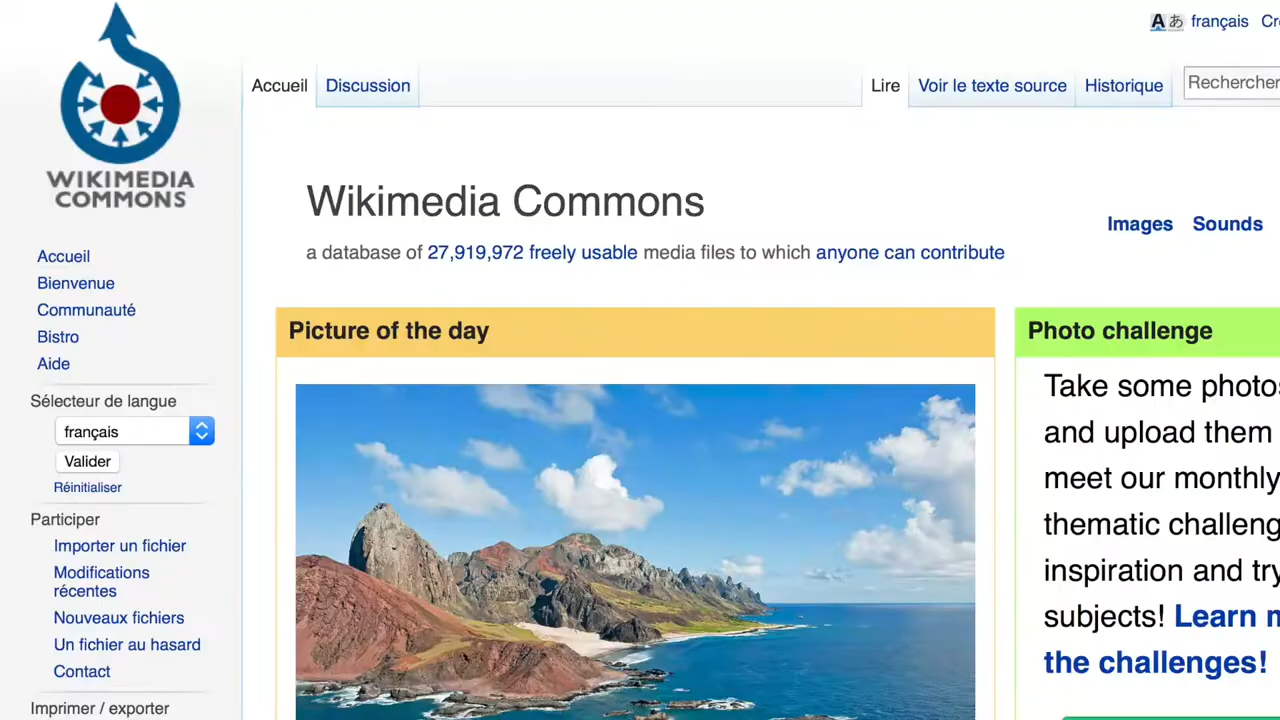 Aあ français
Accueil Discussion Lire Voir le texte source Historique Rechercher
WIKIMEDIA
COMMONS
Wikimedia Commons
Images Sounds
a database of 27,919,972 freely usable media files to which anyone can contribute
Accueil
Bienvenue
Communauté
Bistro
Aide
Sélecteur de langue
français
Valider
Réinitialiser
Participer
Importer un fichier
Modifications
récentes
Nouveaux fichiers
Un fichier au hasard
Contact
Imprimer / exporter
Picture of the day
Photo challenge
Take some photos
and upload them
meet our monthly
thematic challeng
inspiration and try
subjects! Learn
the challenges!